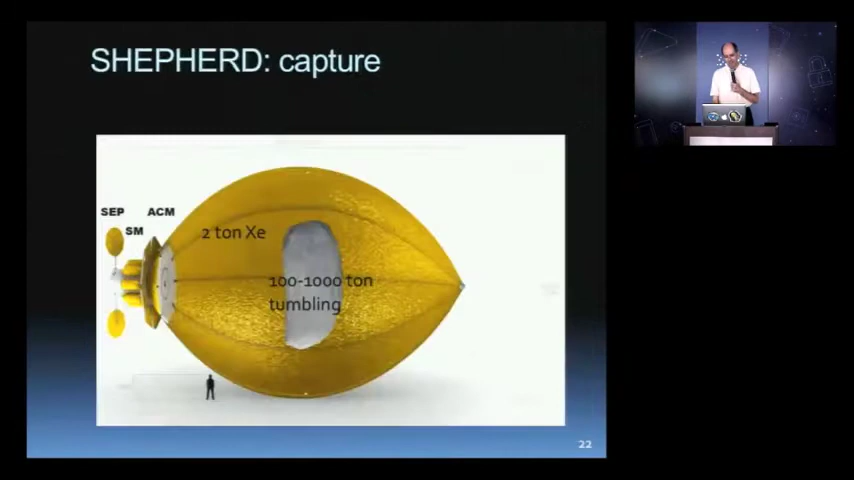 SHEPHERD: capture
SEP
ACM
SM
2 ton Xe
100-1000 ton
tumbling
22